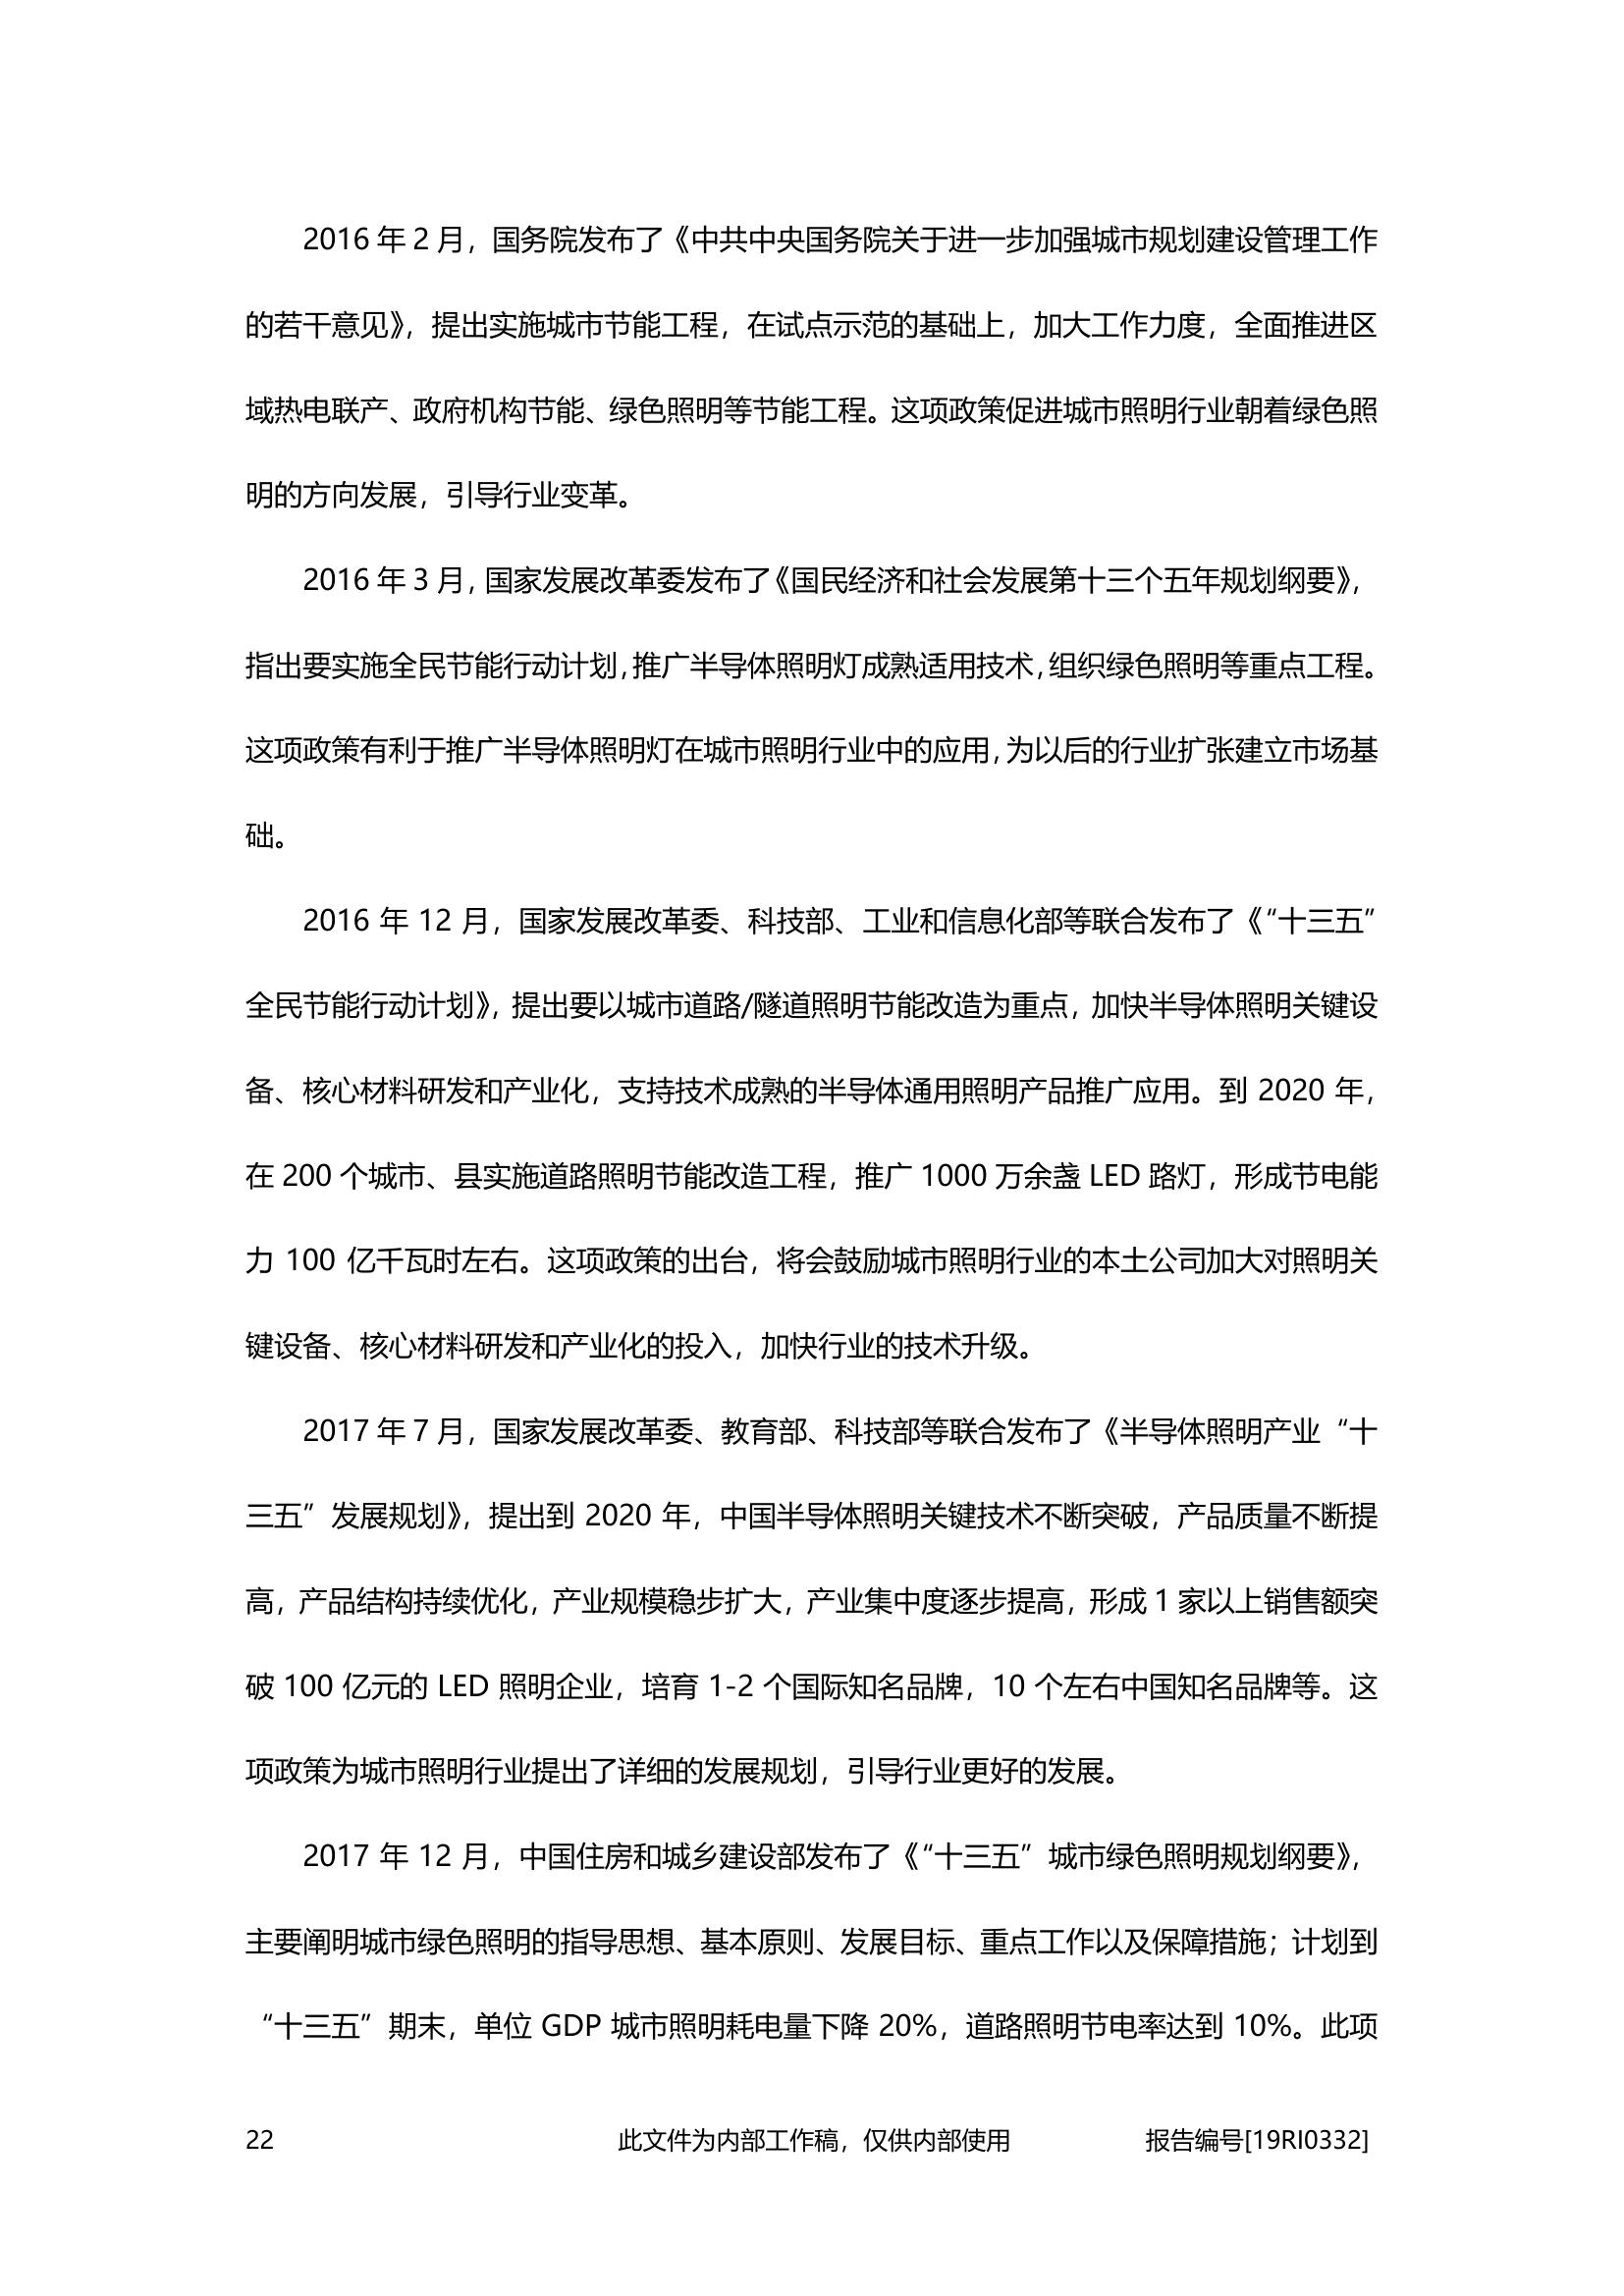 2016 年 2 月，国务院发布了《中共中央国务院关于进一步加强城市规划建设管理工作
的若干意见》，提出实施城市节能工程，在试点示范的基础上，加大工作力度，全面推进区
域热电联产、政府机构节能、绿色照明等节能工程。这项政策促进城市照明行业朝着绿色照
明的方向发展，引导行业变革。
2016 年 3 月，国家发展改革委发布了《国民经济和社会发展第十三个五年规划纲要》，
指出要实施全民节能行动计划，推广半导体照明灯成熟适用技术，组织绿色照明等重点工程。
这项政策有利于推广半导体照明灯在城市照明行业中的应用，为以后的行业扩张建立市场基
础。
2016 年 12 月，国家发展改革委、科技部、工业和信息化部等联合发布了《“十三五”
全民节能行动计划》，提出要以城市道路/隧道照明节能改造为重点，加快半导体照明关键设
备、核心材料研发和产业化，支持技术成熟的半导体通用照明产品推广应用。到 2020 年，
在 200 个城市、县实施道路照明节能改造工程，推广 1000 万余盏 LED 路灯，形成节电能
力 100 亿千瓦时左右。这项政策的出台，将会鼓励城市照明行业的本土公司加大对照明关
键设备、核心材料研发和产业化的投入，加快行业的技术升级。
2017 年 7 月，国家发展改革委、教育部、科技部等联合发布了《半导体照明产业“十
三五”发展规划》，提出到 2020 年，中国半导体照明关键技术不断突破，产品质量不断提
高，产品结构持续优化，产业规模稳步扩大，产业集中度逐步提高，形成 1 家以上销售额突
破 100 亿元的 LED 照明企业，培育 1-2 个国际知名品牌，10 个左右中国知名品牌等。这
项政策为城市照明行业提出了详细的发展规划，引导行业更好的发展。
2017 年 12 月，中国住房和城乡建设部发布了《“十三五”城市绿色照明规划纲要》，
主要阐明城市绿色照明的指导思想、基本原则、发展目标、重点工作以及保障措施；计划到
“十三五”期末，单位 GDP 城市照明耗电量下降 20%，道路照明节电率达到 10%。此项
22 此文件为内部工作稿，仅供内部使用 报告编号[19RI0332]